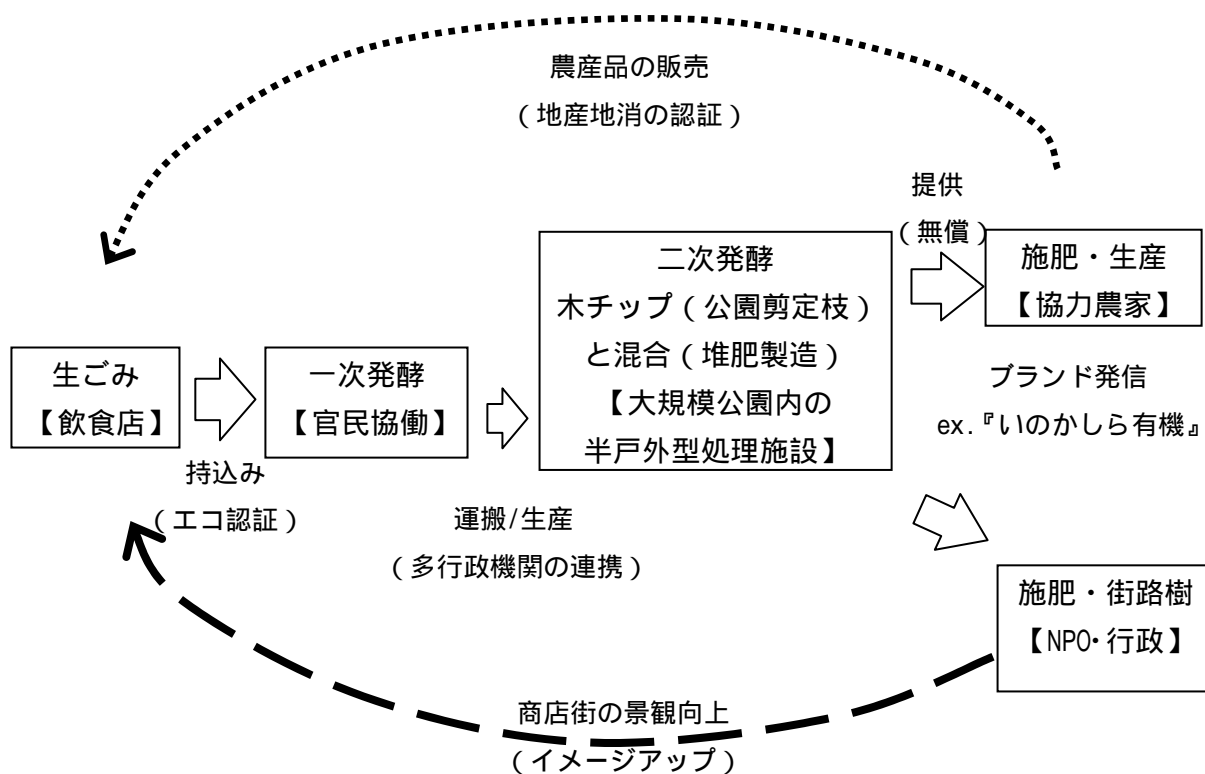 農産品の販売
（地産地消の認証）
提供
（無償）
二次発酵
木チップ（公園剪定枝）
と混合（堆肥製造）
【大規模公園内の
半戸外型処理施設】
施肥・生産
【協力農家】
生ごみ
【飲食店】
一次発酵
【官民協働】
ブランド発信
ex.『いのかしら有機』
持込み
（エコ認証）
運搬/生産
（多行政機関の連携）
施肥・街路樹
【NPO・行政】
商店街の景観向上
（イメージアップ）